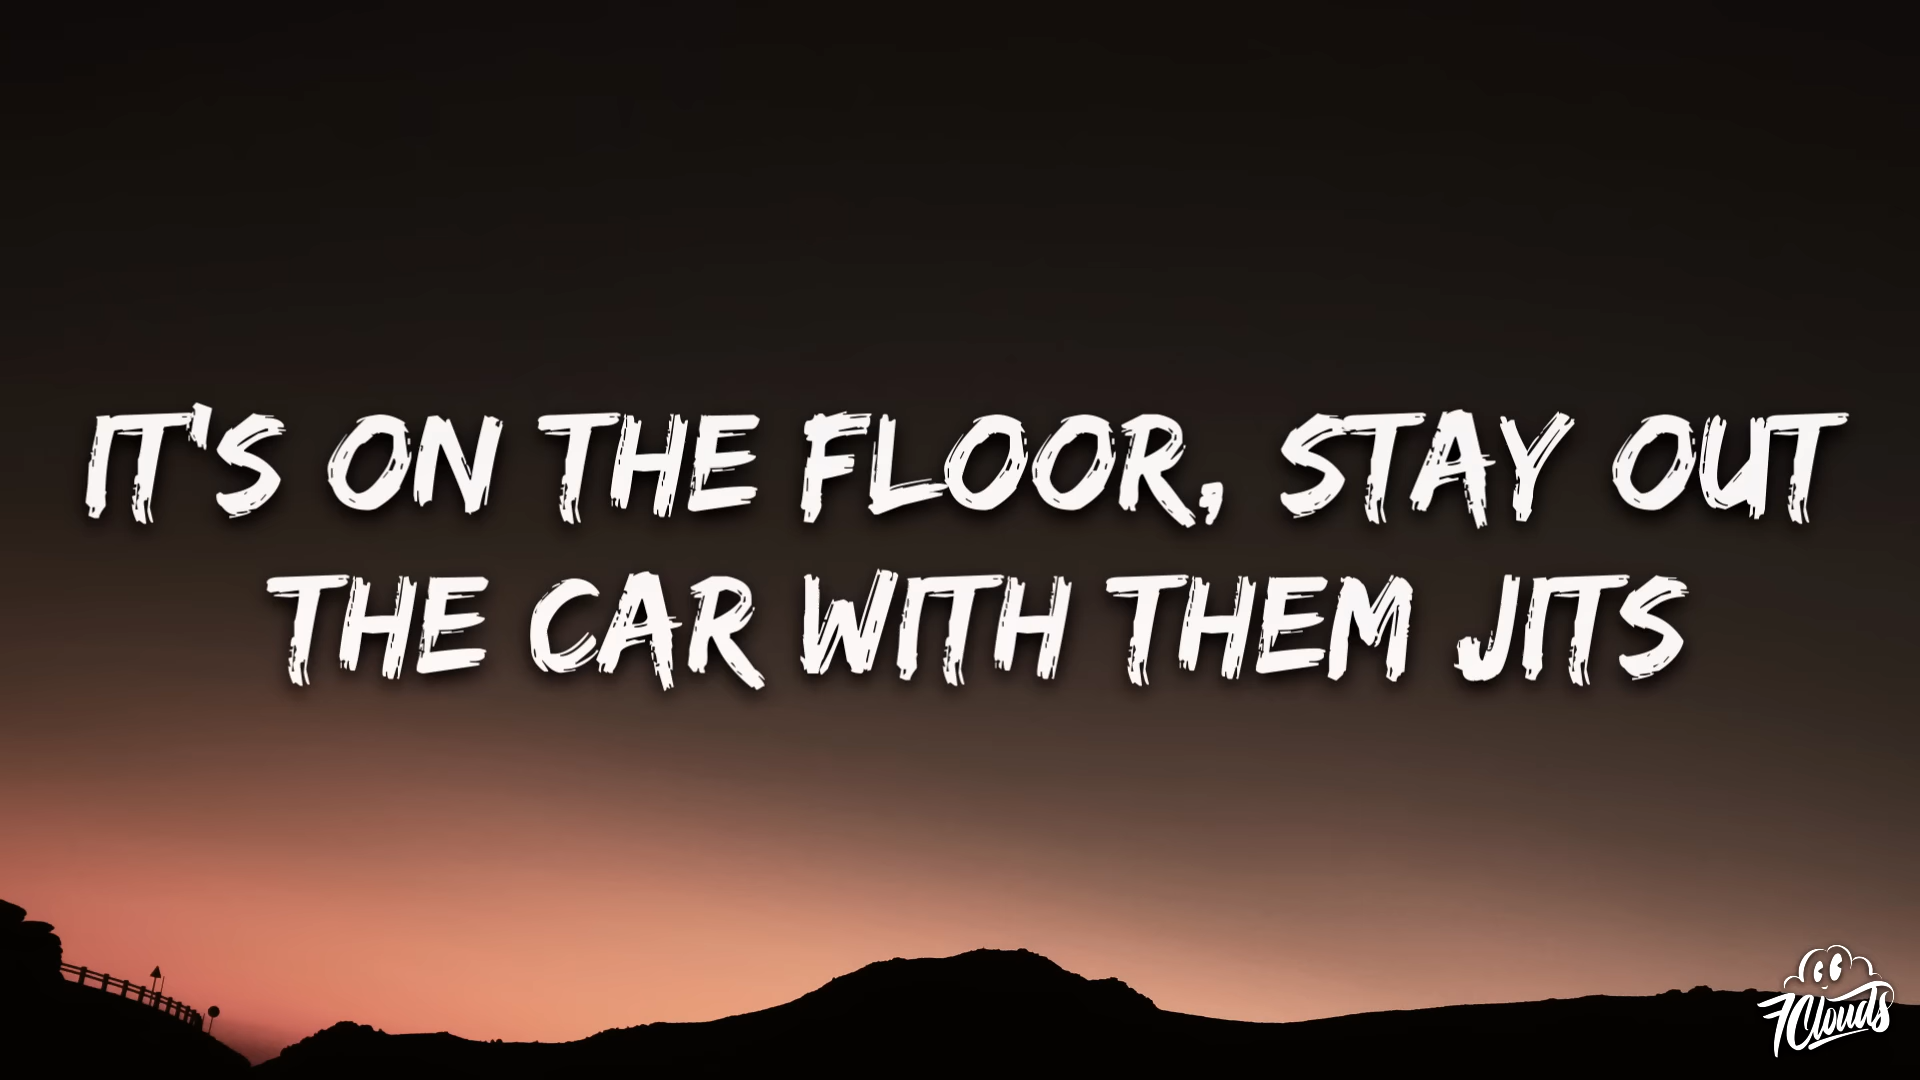 IT'S ON THE FLOOR, STAY OUT
THE CAR WITH THEM JITS
7Clouds